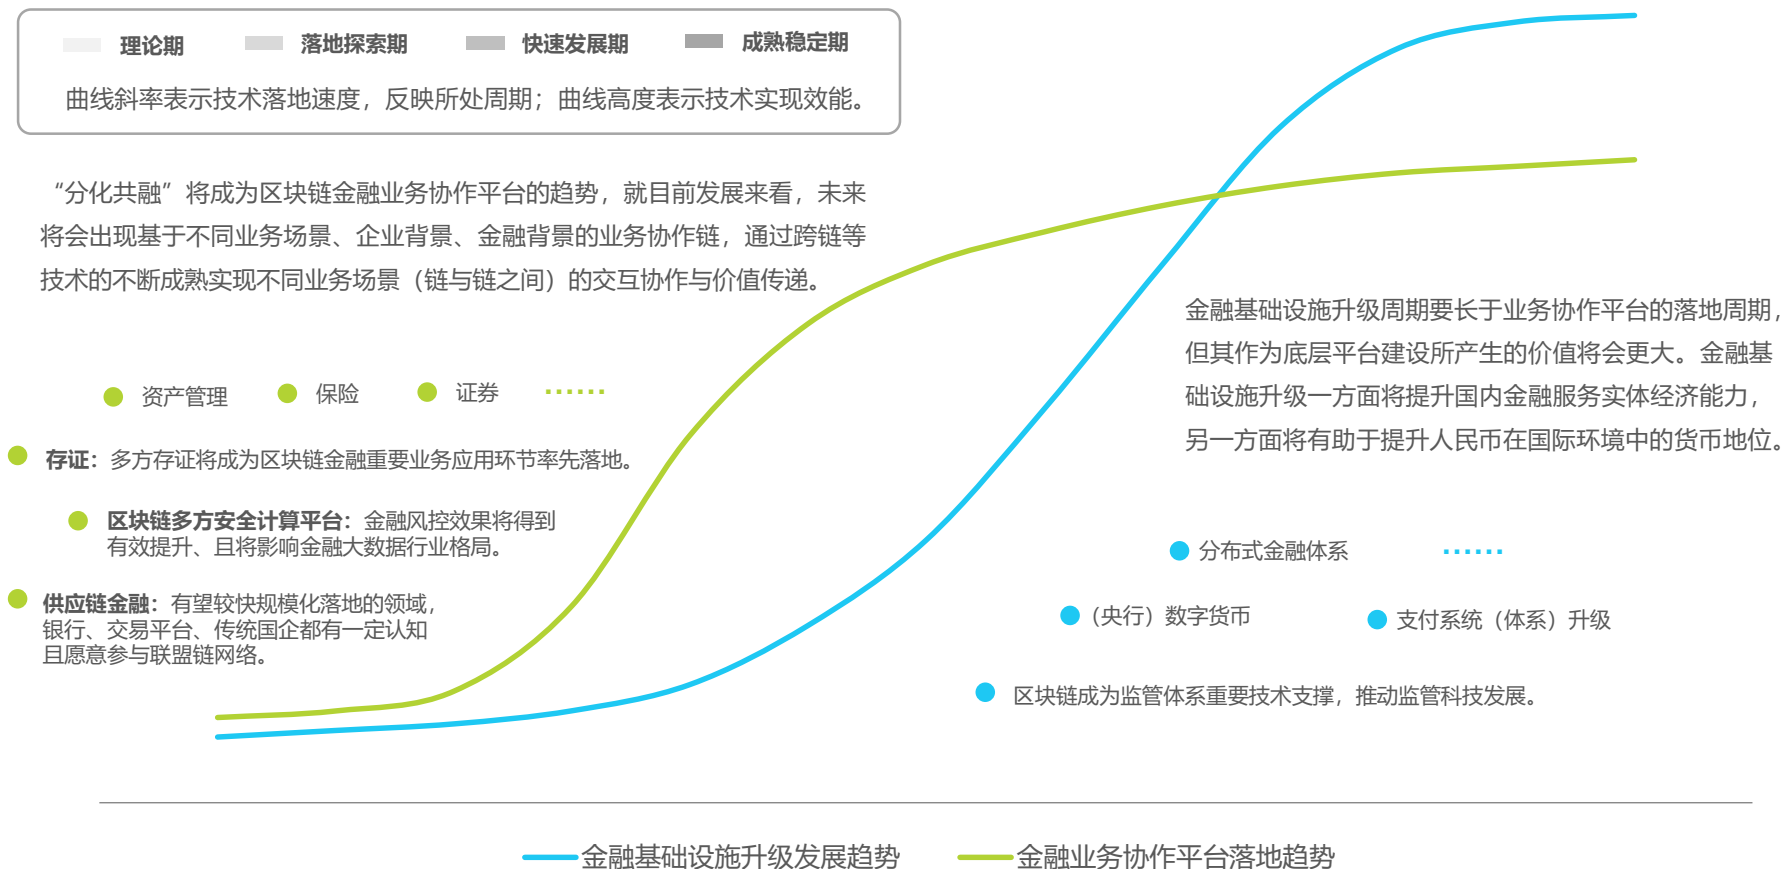 理论期 落地探索期 快速发展期 成熟稳定期
曲线斜率表示技术落地速度，反映所处周期；曲线高度表示技术实现效能。
“分化共融”将成为区块链金融业务协作平台的趋势，就目前发展来看，未来
将会出现基于不同业务场景、企业背景、金融背景的业务协作链，通过跨链等
技术的不断成熟实现不同业务场景（链与链之间）的交互协作与价值传递。
资产管理 保险 证券 ······
存证：多方存证将成为区块链金融重要业务应用环节率先落地。
区块链多方安全计算平台：金融风控效果将得到
有效提升、且将影响金融大数据行业格局。
供应链金融：有望较快规模化落地的领域，
银行、交易平台、传统国企都有一定认知
且愿意参与联盟链网络。
金融基础设施升级周期要长于业务协作平台的落地周期，
但其作为底层平台建设所产生的价值将会更大。金融基
础设施升级一方面将提升国内金融服务实体经济能力，
另一方面将有助于提升人民币在国际环境中的货币地位。
分布式金融体系 ······
（央行）数字货币 支付系统（体系）升级
区块链成为监管体系重要技术支撑，推动监管科技发展。
金融基础设施升级发展趋势 金融业务协作平台落地趋势